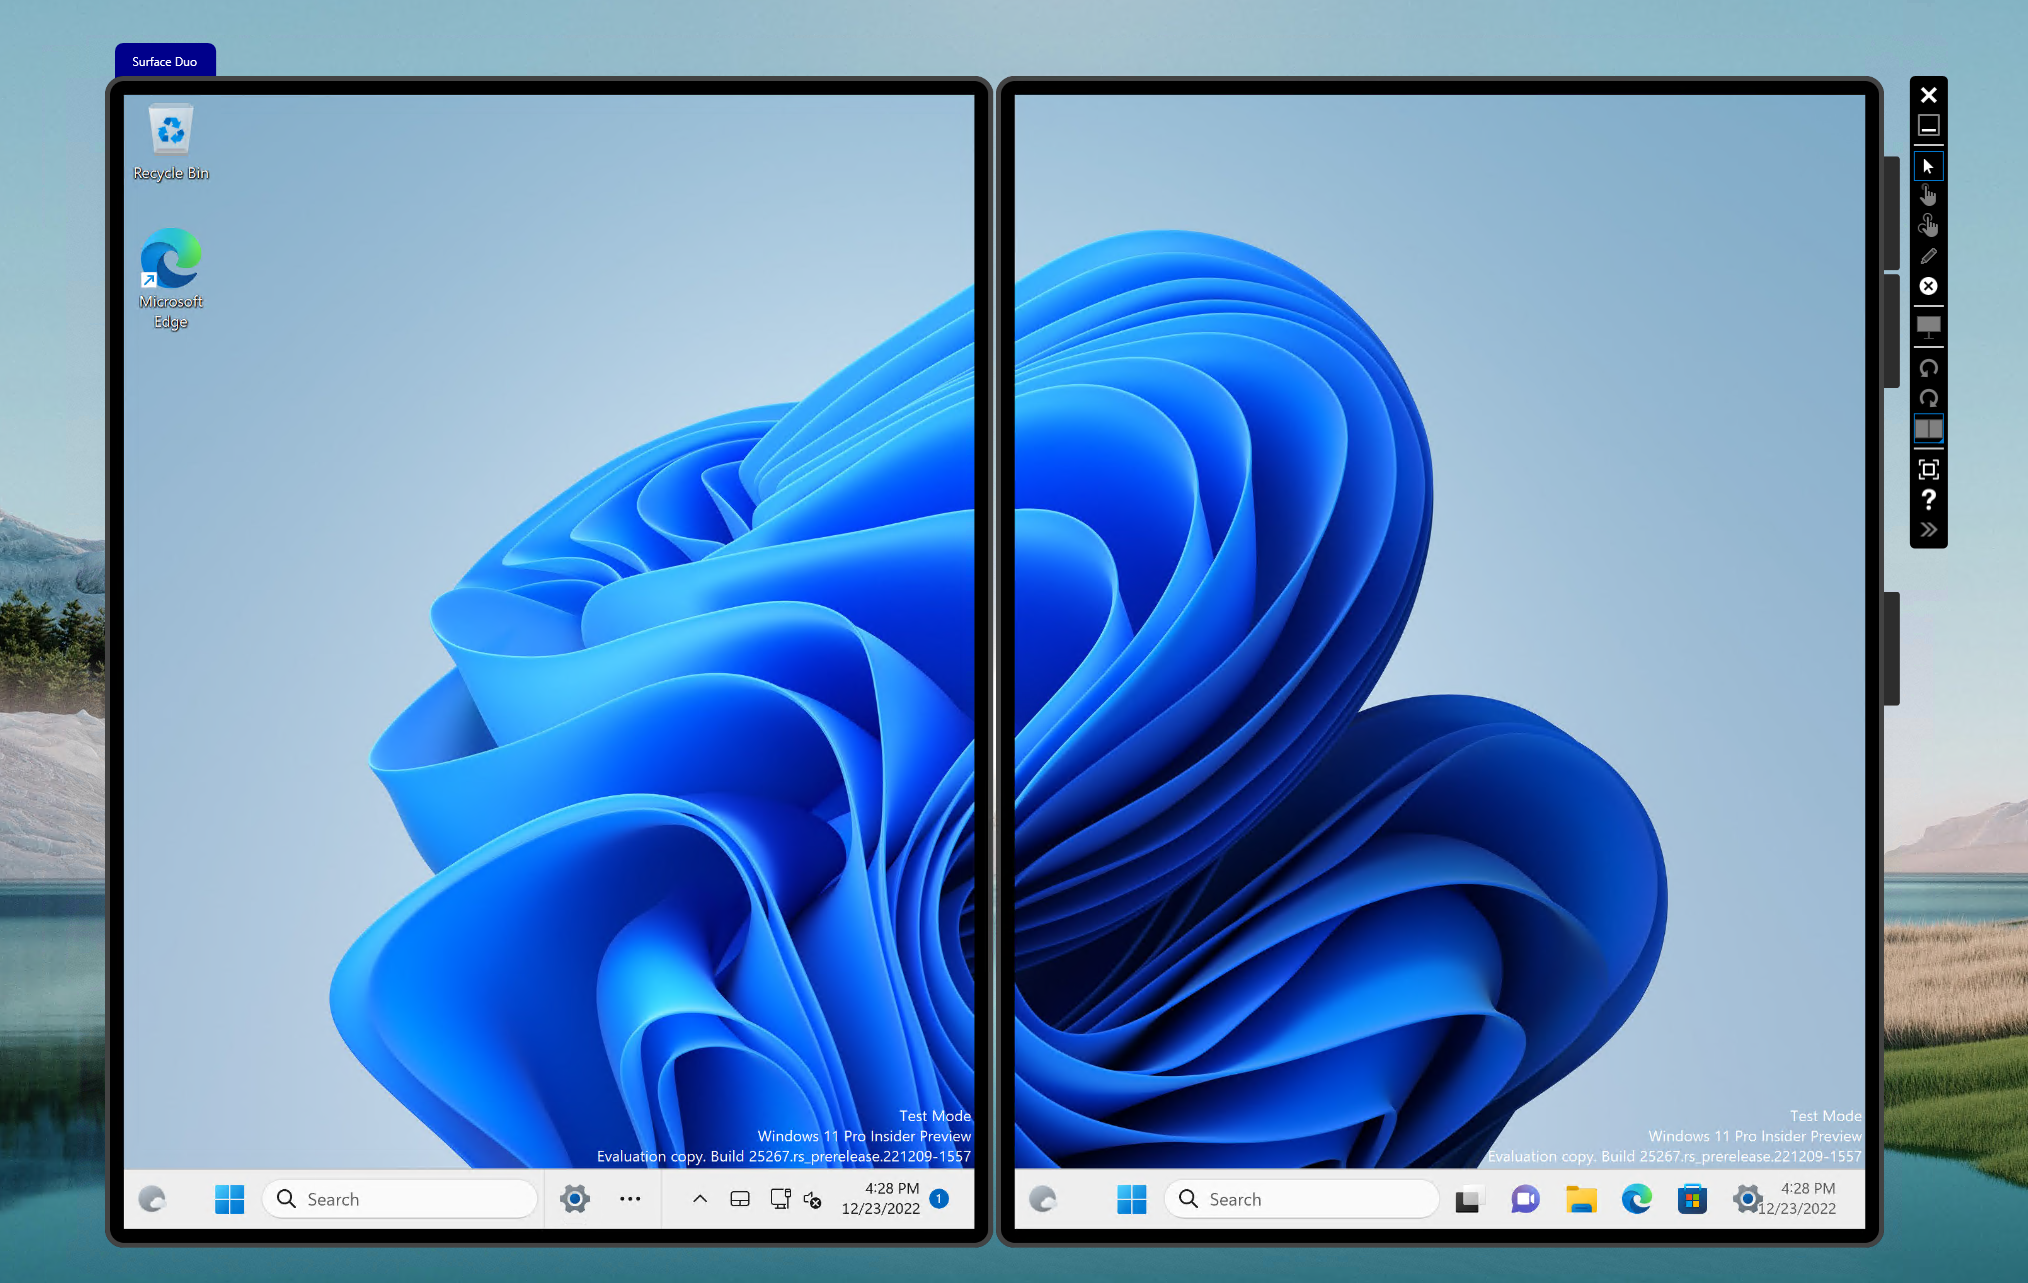 Surface Duo
Recycle Bin
Microsoft
Edge
Test Mode
Windows 11 Pro Insider Preview
Evaluation copy. Build 25267.rs_prerelease.221209-1557
Search
4:28 PM
12/23/2022
1
Test Mode
Windows 11 Pro Insider Preview
Evaluation copy. Build 25267.rs_prerelease.221209-1557
Search
4:28 PM
12/23/2022
?